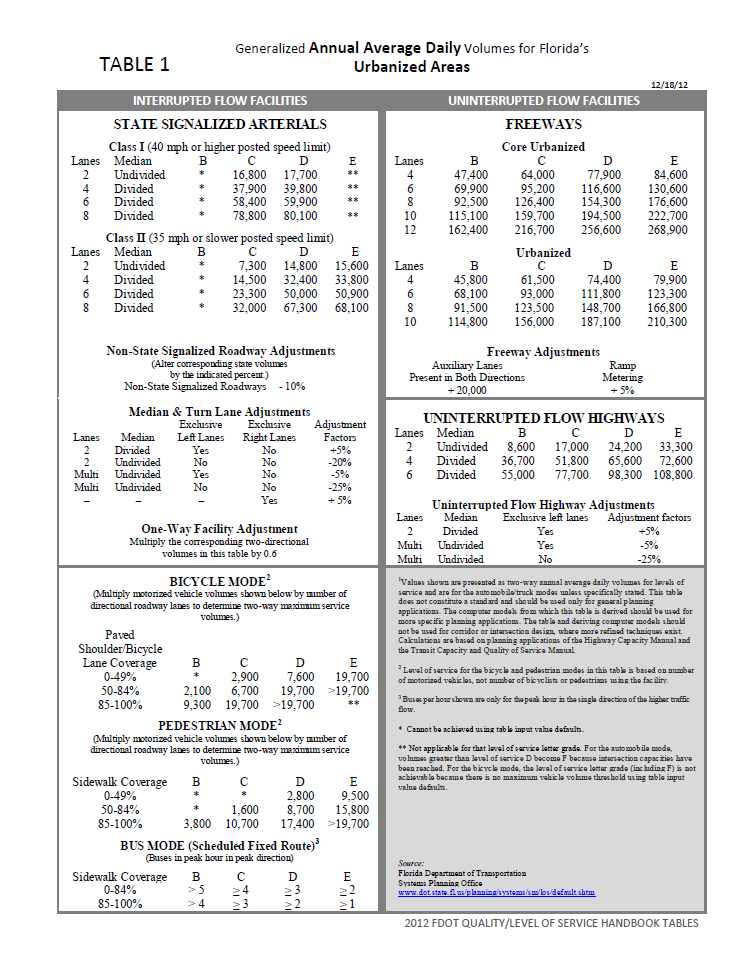 TABLE 1
Generalized Annual Average Daily Volumes for Florida's
Urbanized Areas
12/18/12
INTERRUPTED FLOW FACILITIES
STATE SIGNALIZED ARTERIALS
Class I (40 mph or higher posted speed limit)
Lanes Median B C D E
2 Undivided * 16,800 17,700 **
4 Divided * 37,900 39,800 **
6 Divided * 58,400 59,900 **
8 Divided * 78,800 80,100 **
Class II (35 mph or slower posted speed limit)
Lanes Median B C D E
2 Undivided * 7,300 14,800 15,600
4 Divided * 14,500 32,400 33,800
6 Divided * 23,300 50,000 50,900
8 Divided * 32,000 67,300 68,100
Non-State Signalized Roadway Adjustments
(Alter corresponding state volumes
by the indicated percent.)
Non-State Signalized Roadways - 10%
Median & Turn Lane Adjustments
Exclusive Exclusive Adjustment
Lanes Median Left Lanes Right Lanes Factors
2 Divided Yes No +5%
2 Undivided No No -20%
Multi Undivided Yes No -5%
Multi Undivided No No -25%
– – – Yes + 5%
One-Way Facility Adjustment
Multiply the corresponding two-directional
volumes in this table by 0.6
BICYCLE MODE²
(Multiply motorized vehicle volumes shown below by number of
directional roadway lanes to determine two-way maximum service
volumes.)
Paved
Shoulder/Bicycle
Lane Coverage B C D E
0-49% * 2,900 7,600 19,700
50-84% 2,100 6,700 19,700 >19,700
85-100% 9,300 19,700 >19,700 **
PEDESTRIAN MODE²
(Multiply motorized vehicle volumes shown below by number of
directional roadway lanes to determine two-way maximum service
volumes.)
Sidewalk Coverage B C D E
0-49% * * 2,800 9,500
50-84% * 1,600 8,700 15,800
85-100% 3,800 10,700 17,400 >19,700
BUS MODE (Scheduled Fixed Route)³
(Buses in peak hour in peak direction)
Sidewalk Coverage B C D E
0-84% > 5 ≥ 4 ≥ 3 ≥ 2
85-100% > 4 ≥ 3 ≥ 2 ≥ 1
UNINTERRUPTED FLOW FACILITIES
FREEWAYS
Core Urbanized
Lanes B C D E
4 47,400 64,000 77,900 84,600
6 69,900 95,200 116,600 130,600
8 92,500 126,400 154,300 176,600
10 115,100 159,700 194,500 222,700
12 162,400 216,700 256,600 268,900
Urbanized
Lanes B C D E
4 45,800 61,500 74,400 79,900
6 68,100 93,000 111,800 123,300
8 91,500 123,500 148,700 166,800
10 114,800 156,000 187,100 210,300
Freeway Adjustments
Auxiliary Lanes Ramp
Present in Both Directions Metering
+ 20,000 + 5%
UNINTERRUPTED FLOW HIGHWAYS
Lanes Median B C D E
2 Undivided 8,600 17,000 24,200 33,300
4 Divided 36,700 51,800 65,600 72,600
6 Divided 55,000 77,700 98,300 108,800
Uninterrupted Flow Highway Adjustments
Lanes Median Exclusive left lanes Adjustment factors
2 Divided Yes +5%
Multi Undivided Yes -5%
Multi Undivided No -25%
¹Values shown are presented as two-way annual average daily volumes for levels of
service and are for the automobile/truck modes unless specifically stated. This table
does not constitute a standard and should be used only for general planning
applications. The computer models from which this table is derived should be used for
more specific planning applications. The table and deriving computer models should
not be used for corridor or intersection design, where more refined techniques exist.
Calculations are based on planning applications of the Highway Capacity Manual and
the Transit Capacity and Quality of Service Manual.
² Level of service for the bicycle and pedestrian modes in this table is based on number
of motorized vehicles, not number of bicyclists or pedestrians using the facility.
³ Buses per hour shown are only for the peak hour in the single direction of the higher traffic
flow.
* Cannot be achieved using table input value defaults.
** Not applicable for that level of service letter grade. For the automobile mode,
volumes greater than level of service D become F because intersection capacities have
been reached. For the bicycle mode, the level of service letter grade (including F) is not
achievable because there is no maximum vehicle volume threshold using table input
value defaults.
Source:
Florida Department of Transportation
Systems Planning Office
www.dot.state.fl.us/planning/systems/sm/los/default.shtm
2012 FDOT QUALITY/LEVEL OF SERVICE HANDBOOK TABLES